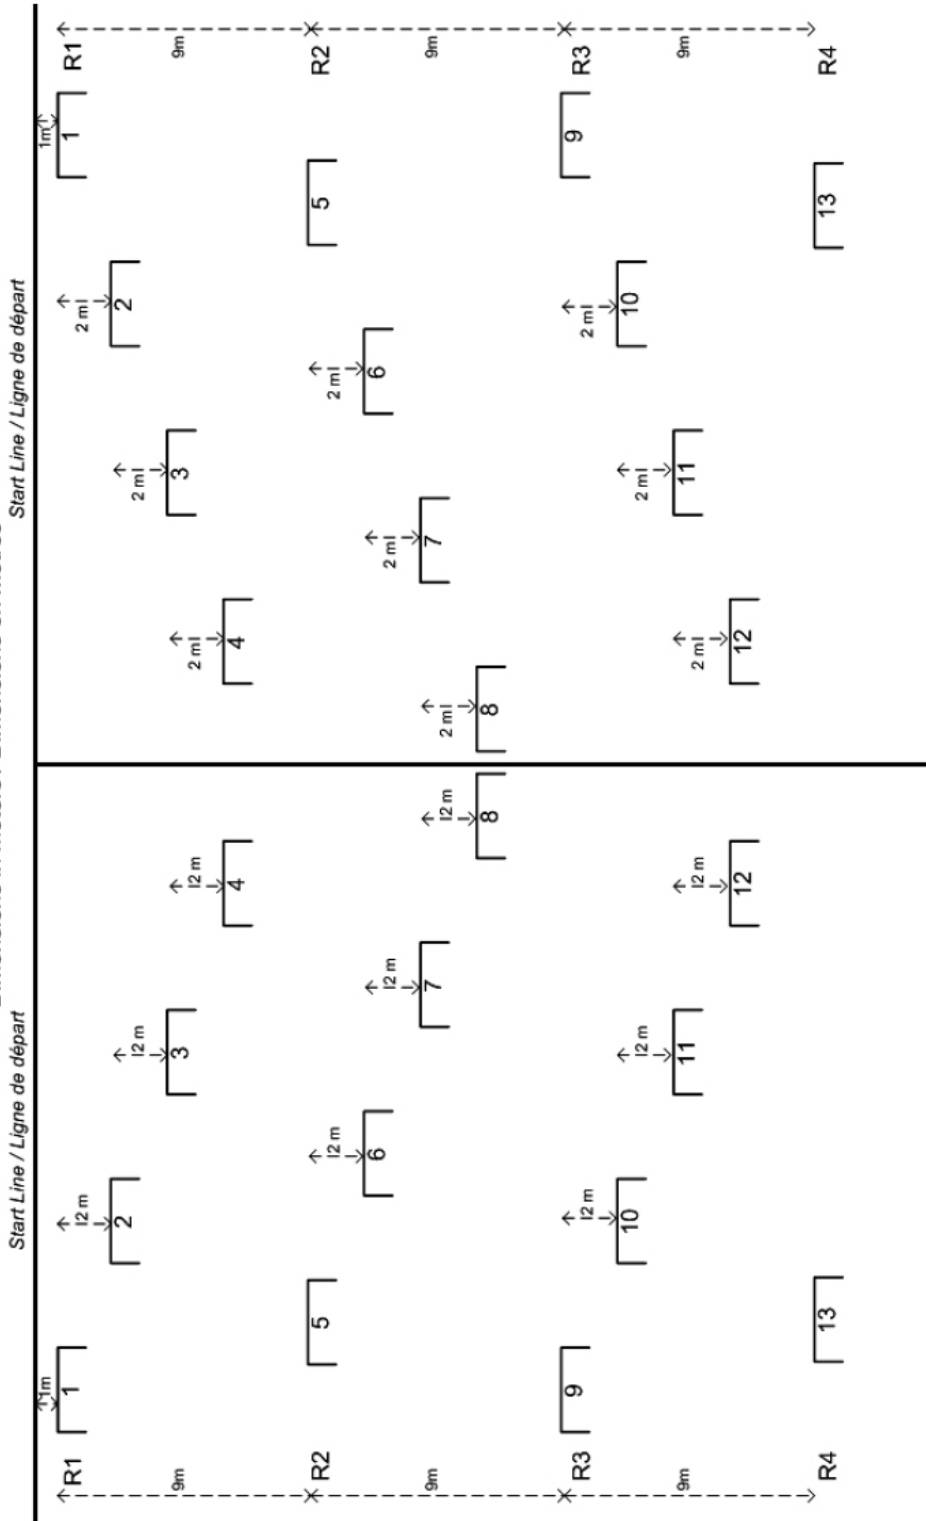 Start Line / Ligne de départ Start Line / Ligne de départ
1m 1m
R1 1 1 R1
2 m 2 m
2 2
2 m 2 m
9m 3 3 9m
2 m 2 m
4 4
R2 5 5 R2
2 m 2 m
6 6
2 m 2 m
9m 7 7 9m
2 m 2 m
8 8
R3 9 9 R3
2 m 2 m
10 10
2 m 2 m
9m 11 11 9m
2 m 2 m
12 12
R4 13 13 R4